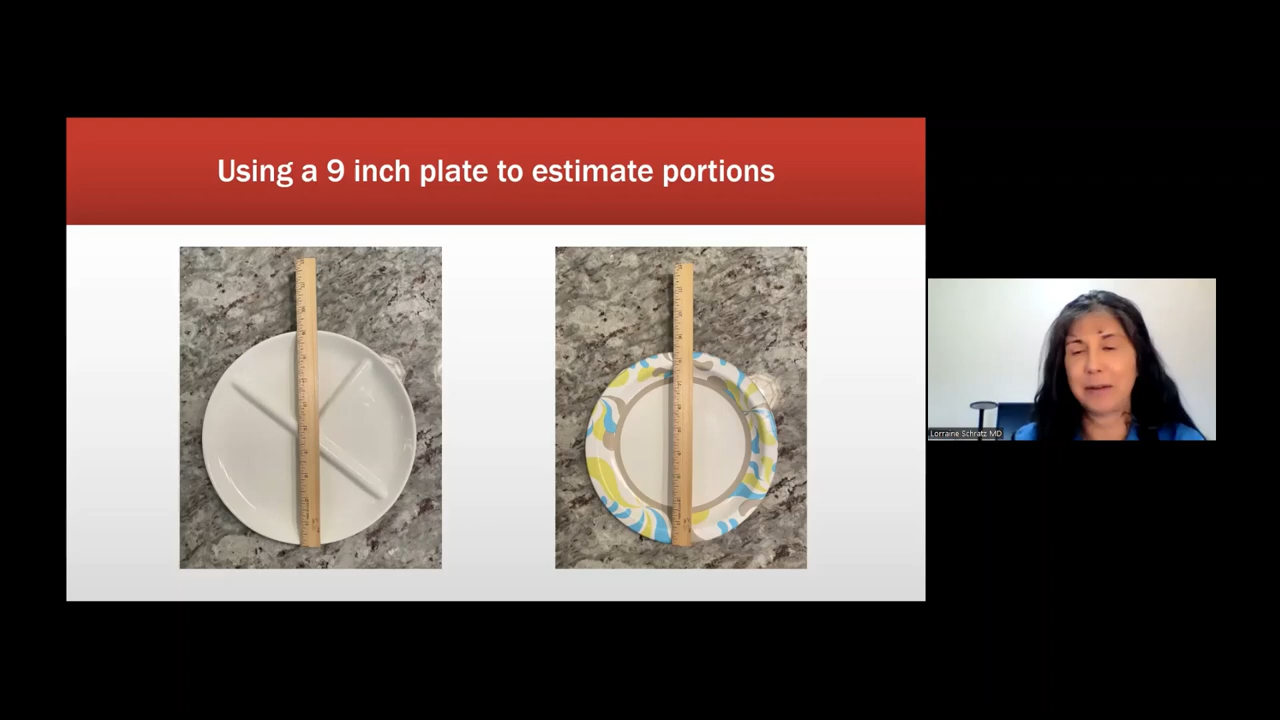 Using a 9 inch plate to estimate portions
Lorraine Schratz MD